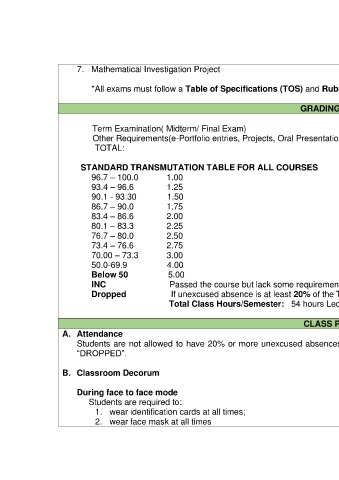 7. Mathematical Investigation Project
*All exams must follow a Table of Specifications (TOS) and Rub
GRADING
Term Examination( Midterm/ Final Exam)
Other Requirements(e-Portfolio entries, Projects, Oral Presentatio
TOTAL:
STANDARD TRANSMUTATION TABLE FOR ALL COURSES
96.7 – 100.0 1.00
93.4 – 96.6 1.25
90.1 - 93.30 1.50
86.7 – 90.0 1.75
83.4 – 86.6 2.00
80.1 – 83.3 2.25
76.7 – 80.0 2.50
73.4 – 76.6 2.75
70.00 – 73.3 3.00
50.0-69.9 4.00
Below 50 5.00
INC Passed the course but lack some requiremen
Dropped If unexcused absence is at least 20% of the T
Total Class Hours/Semester: 54 hours Lec
CLASS P
A. Attendance
Students are not allowed to have 20% or more unexcused absences
“DROPPED”.
B. Classroom Decorum
During face to face mode
Students are required to:
1. wear identification cards at all times;
2. wear face mask at all times